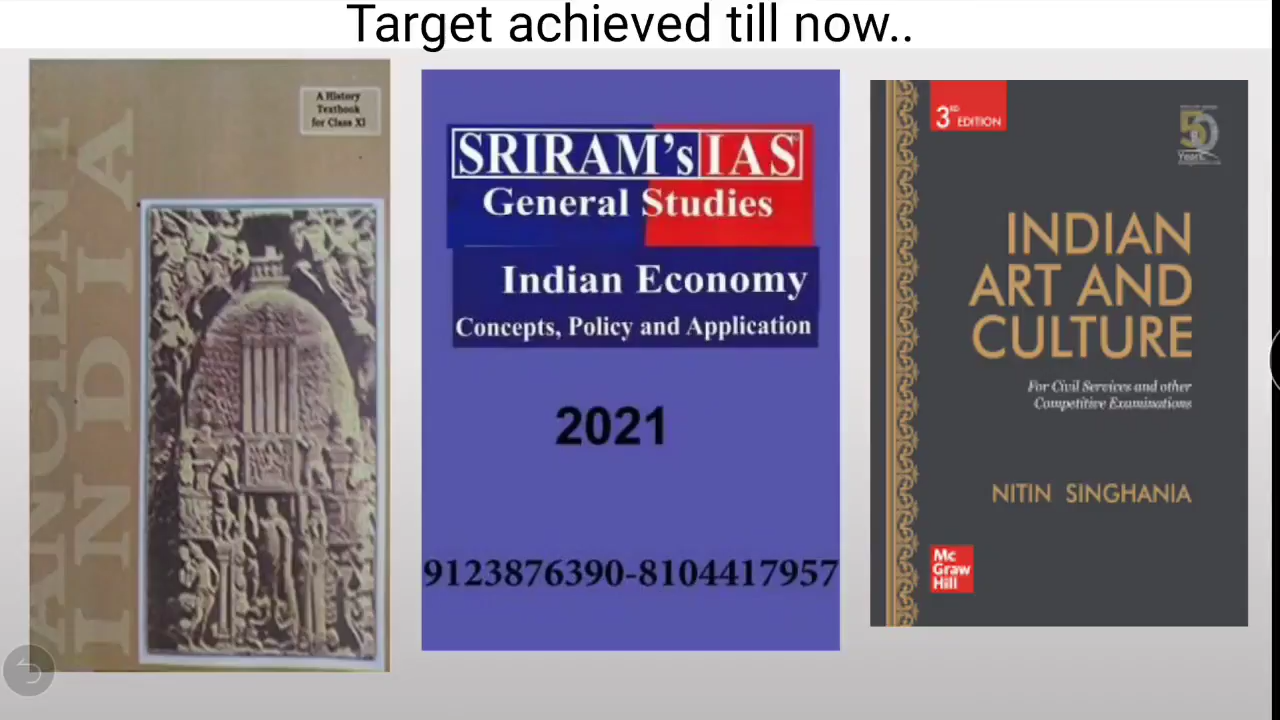 Target achieved till now..
A History
Textbook
for Class XI
ANCIENT
INDIA
SRIRAM's IAS
General Studies
Indian Economy
Concepts, Policy and Application
2021
9123876390-8104417957
3RD EDITION
50
Years
INDIAN
ART AND
CULTURE
For Civil Services and other
Competitive Examinations
NITIN SINGHANIA
Mc
Graw
Hill